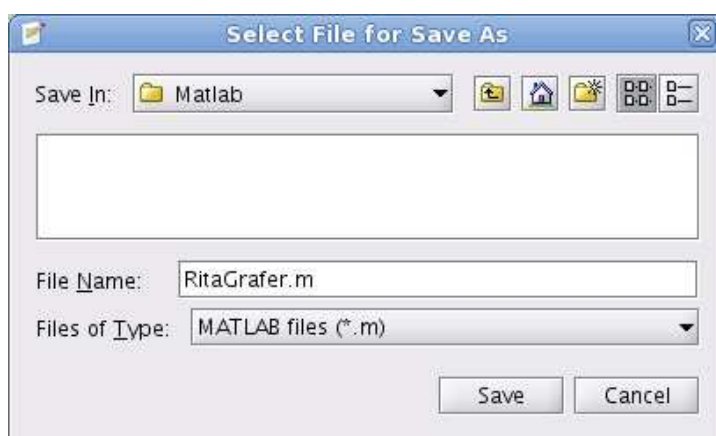 Select File for Save As
Save In: Matlab
File Name: RitaGrafer.m
Files of Type: MATLAB files (*.m)
Save Cancel